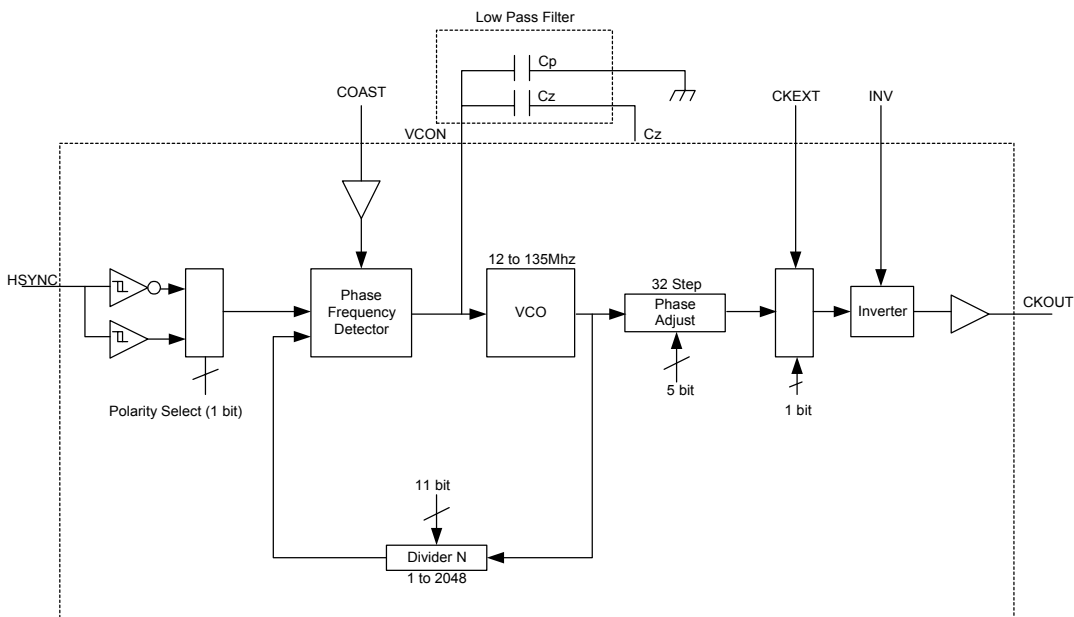 Low Pass Filter
Cp
COAST
Cz
CKEXT
INV
VCON
Cz
12 to 135Mhz
HSYNC
32 Step
Phase
Frequency
Detector
VCO
Phase
Adjust
Inverter
CKOUT
5 bit
Polarity Select (1 bit)
1 bit
11 bit
Divider N
1 to 2048